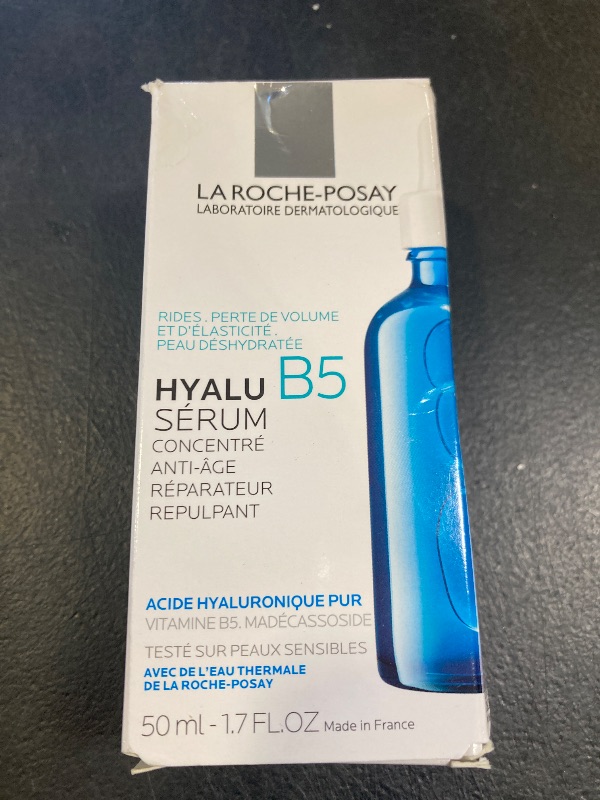 LA ROCHE-POSAY
LABORATOIRE DERMATOLOGIQUE
RIDES . PERTE DE VOLUME
ET D'ÉLASTICITÉ .
PEAU DÉSHYDRATÉE
HYALU B5
SÉRUM
CONCENTRÉ
ANTI-ÂGE
RÉPARATEUR
REPULPANT
ACIDE HYALURONIQUE PUR
VITAMINE B5. MADÉCASSOSIDE
TESTÉ SUR PEAUX SENSIBLES
AVEC DE L'EAU THERMALE
DE LA ROCHE-POSAY
50 ml - 1.7 FL.OZ Made in France